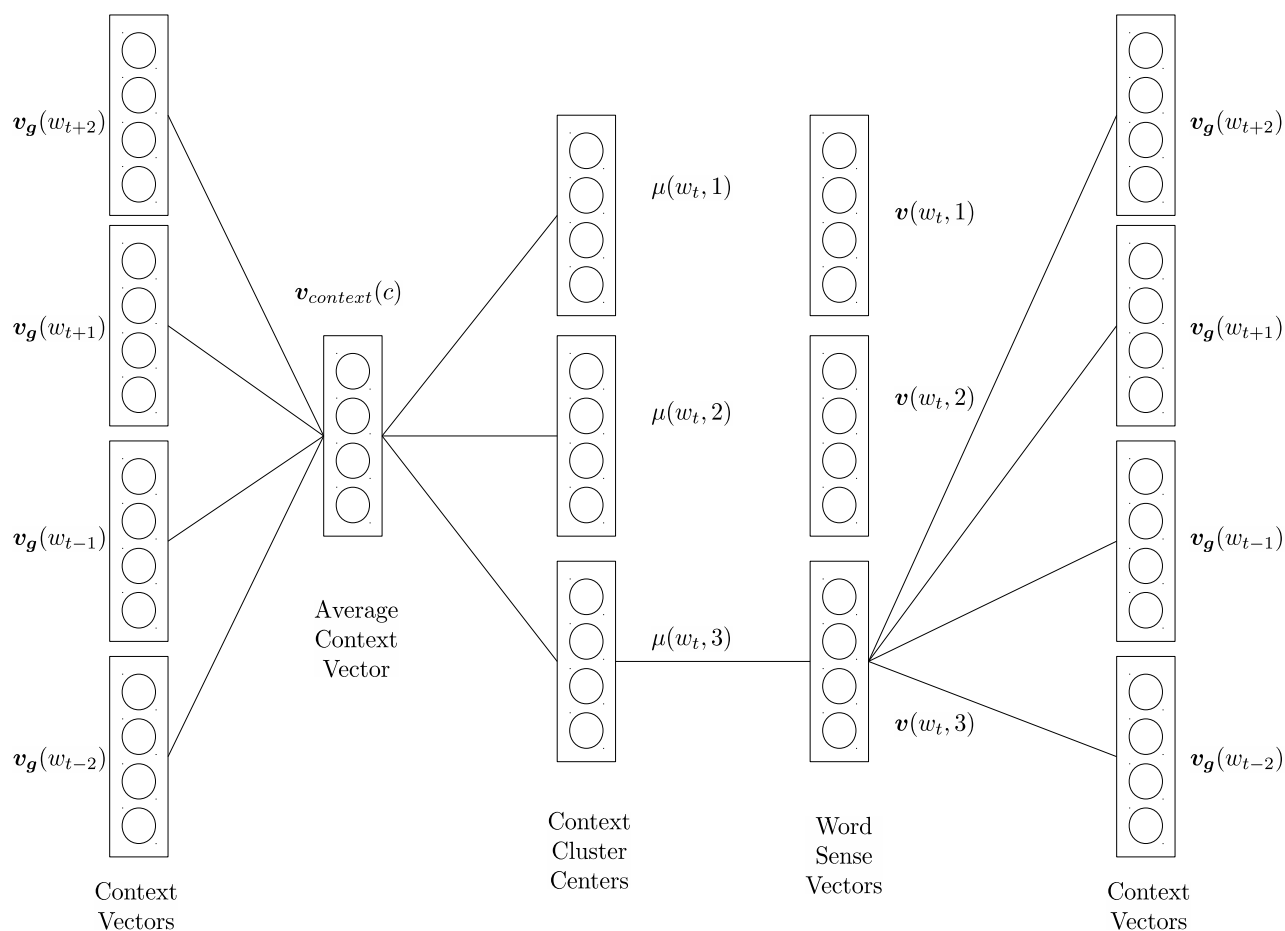 v_g(w_{t+2})
v_g(w_{t+1})
v_g(w_{t−1})
v_g(w_{t−2})
Context
Vectors
v_{context}(c)
Average
Context
Vector
μ(w_t, 1)
μ(w_t, 2)
μ(w_t, 3)
Context
Cluster
Centers
v(w_t, 1)
v(w_t, 2)
v(w_t, 3)
Word
Sense
Vectors
v_g(w_{t+2})
v_g(w_{t+1})
v_g(w_{t−1})
v_g(w_{t−2})
Context
Vectors